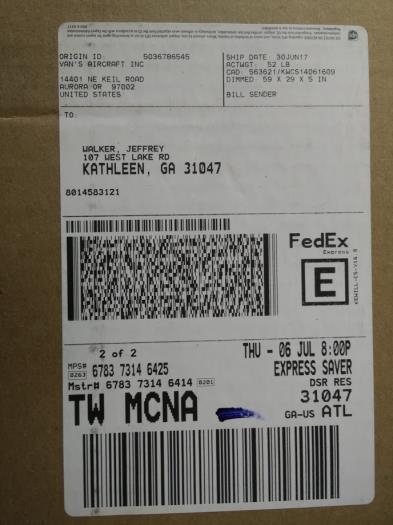 ORIGIN ID: 5036786545
VAN'S AIRCRAFT INC
14401 NE KEIL ROAD
AURORA OR 97002
UNITED STATES
SHIP DATE: 30JUN17
ACTWGT: 52 LB
CAD: 563621/KWCS14061609
DIMMED: 59 X 29 X 5 IN
BILL SENDER
TO:
WALKER, JEFFREY
107 WEST LAKE RD
KATHLEEN, GA 31047
8014583121
FedEx
Express
E
2 of 2
MPS# 6783 7314 6425
0263
Mstr# 6783 7314 6414 0201
TW MCNA
THU - 06 JUL 8:00P
EXPRESS SAVER
DSR RES
31047
GA-US ATL